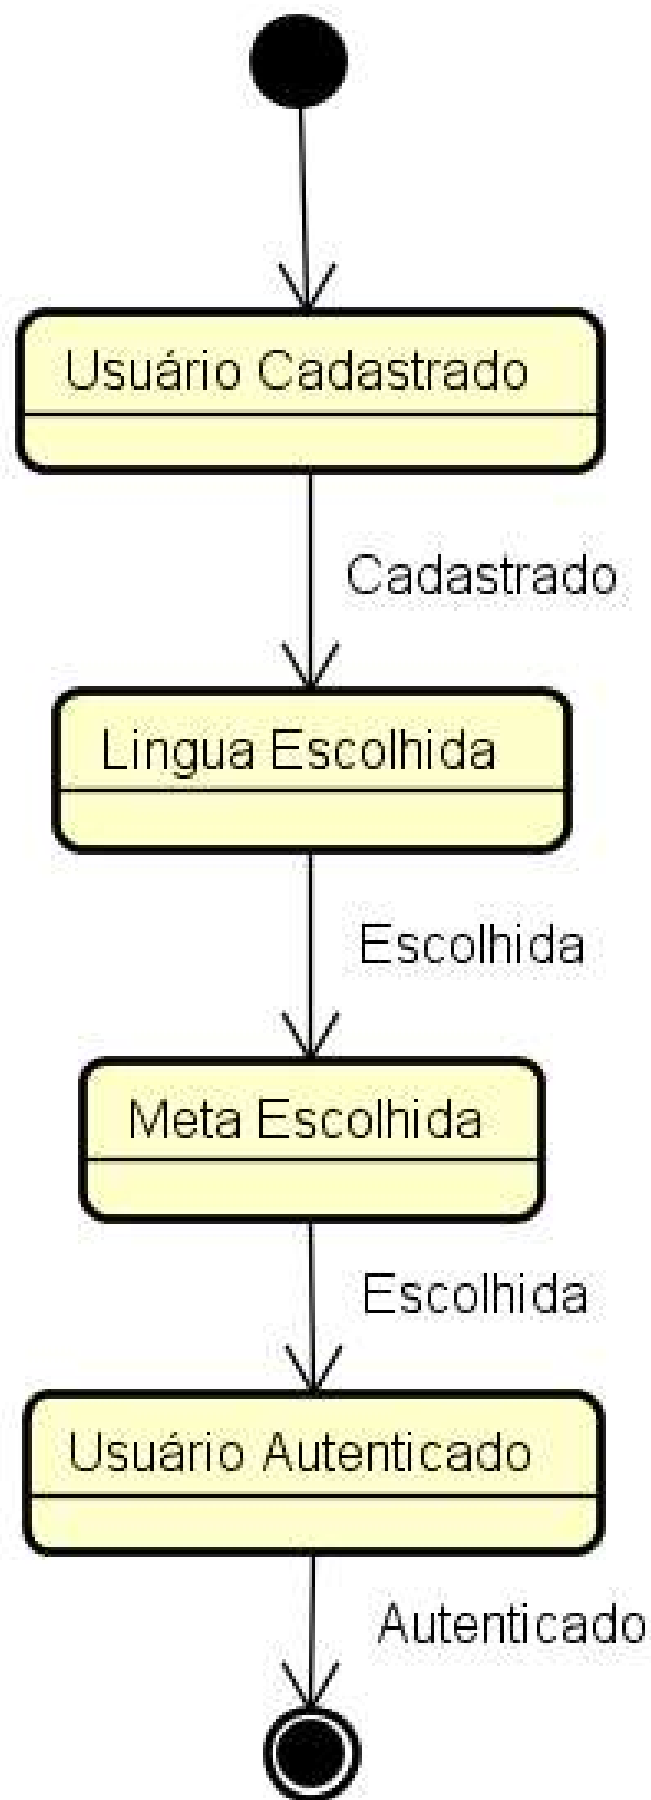 Usuário Cadastrado
Cadastrado
Lingua Escolhida
Escolhida
Meta Escolhida
Escolhida
Usuário Autenticado
Autenticado